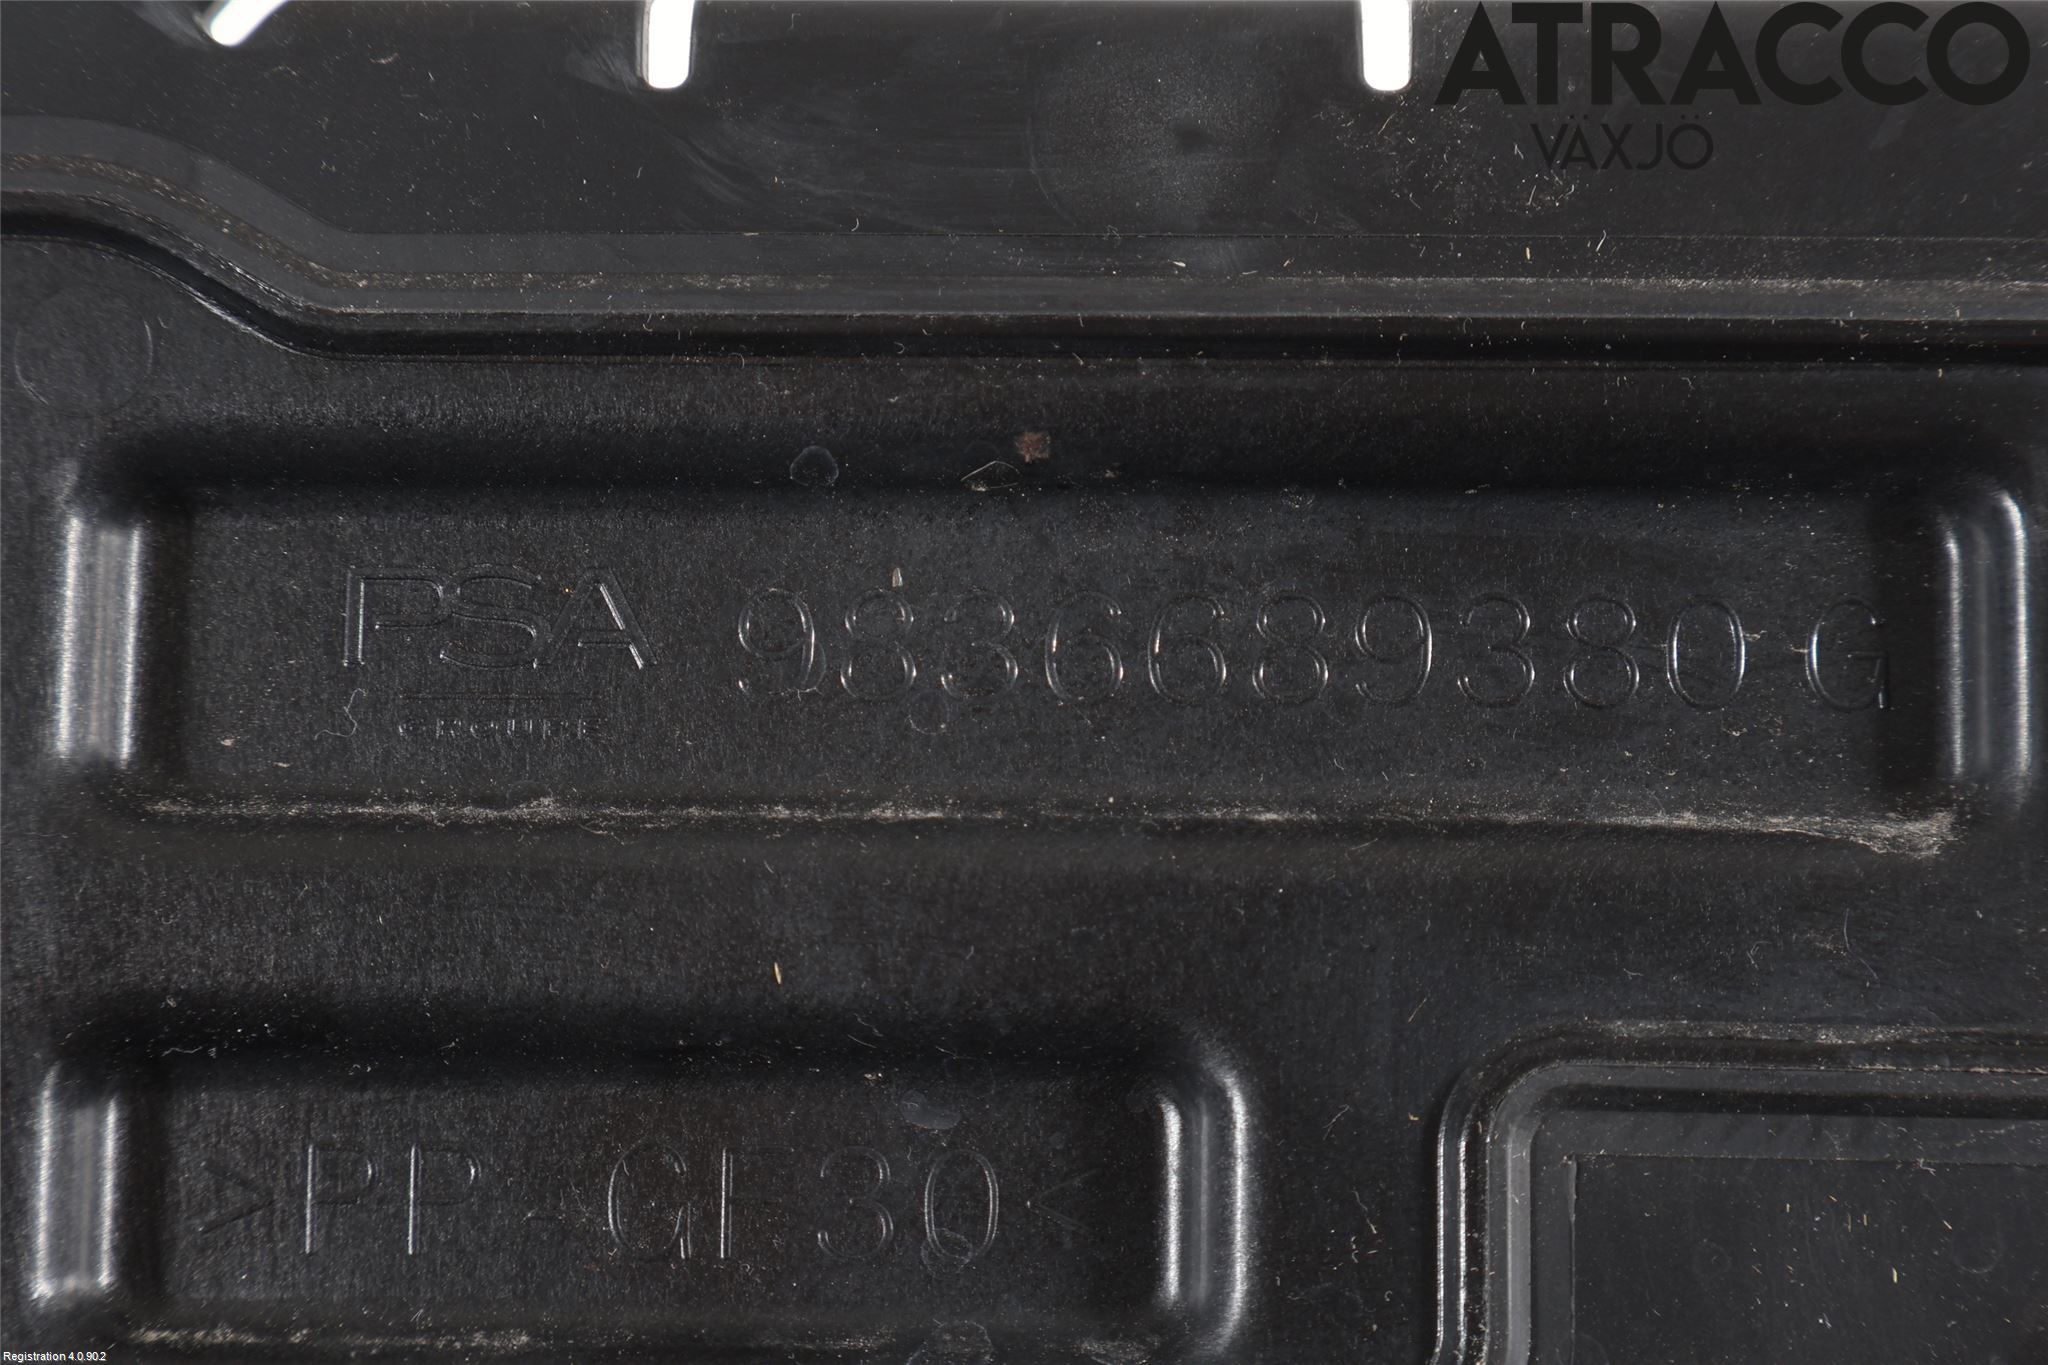 ATRACCO
VÄXJÖ
PSA 9836689380 G
GROUPE
>PP-GF30<
Registration 4.0.90.2